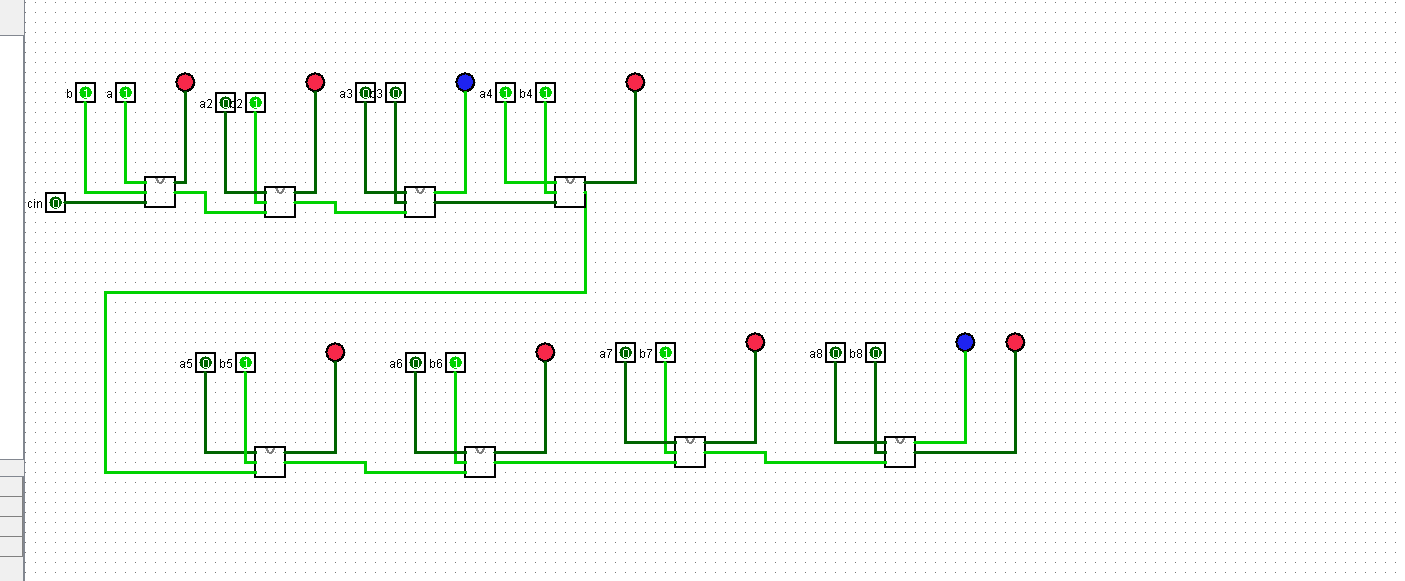 b 1 a 1
a2 0 b2 1
a3 0 b3 0
a4 1 b4 1
cin 0
a5 0 b5 1
a6 0 b6 1
a7 0 b7 1
a8 0 b8 0